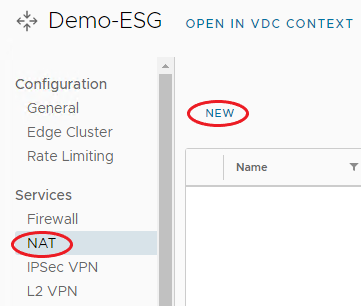 Demo-ESG OPEN IN VDC CONTEXT
Configuration
General
Edge Cluster
Rate Limiting
Services
Firewall
NAT
IPSec VPN
L2 VPN
NEW
Name